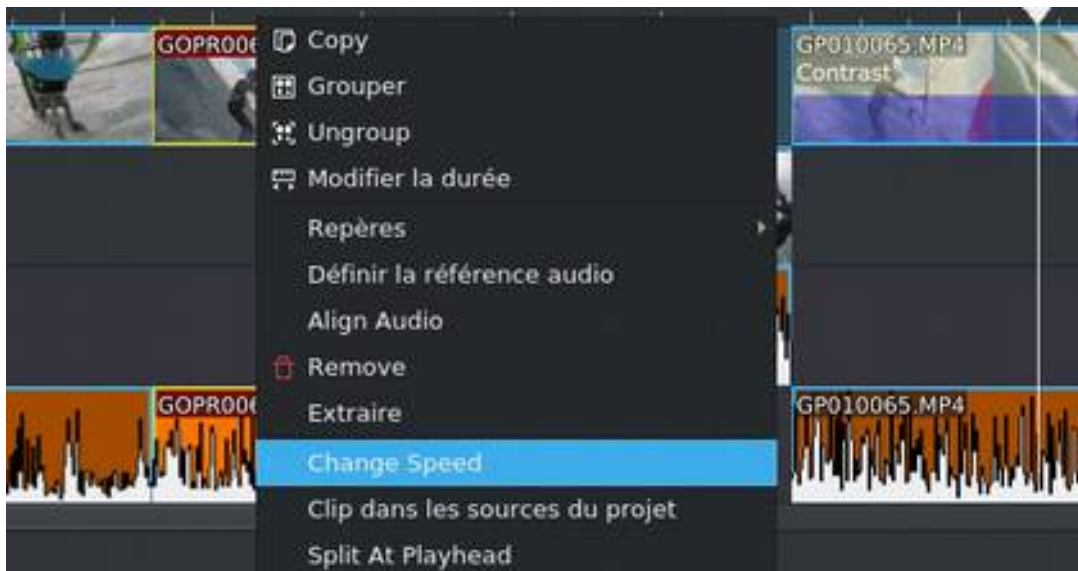 GOPR006
Copy
GP010065.MP4
Contrast
Grouper
Ungroup
Modifier la durée
Repères
Définir la référence audio
Align Audio
Remove
GOPR006
Extraire
GP010065.MP4
Change Speed
Clip dans les sources du projet
Split At Playhead